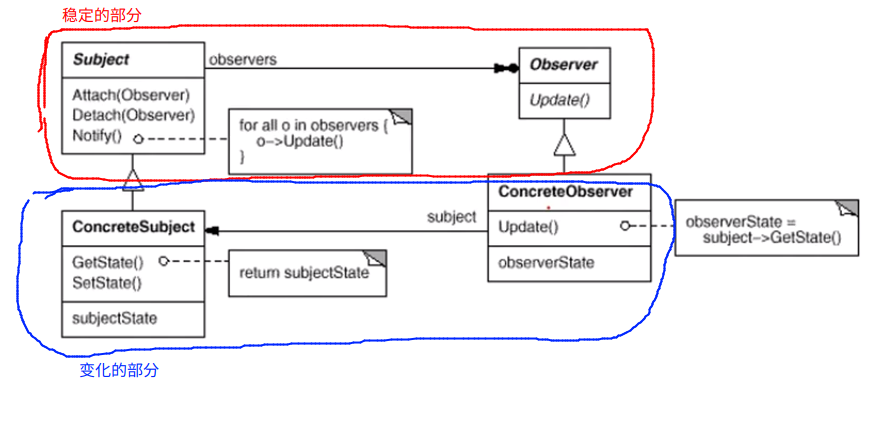 稳定的部分
Subject
observers
Observer
Attach(Observer)
Detach(Observer)
Notify()
for all o in observers {
o–>Update()
}
Update()
ConcreteSubject
subject
ConcreteObserver
GetState()
SetState()
return subjectState
Update()
observerState =
subject–>GetState()
subjectState
observerState
变化的部分